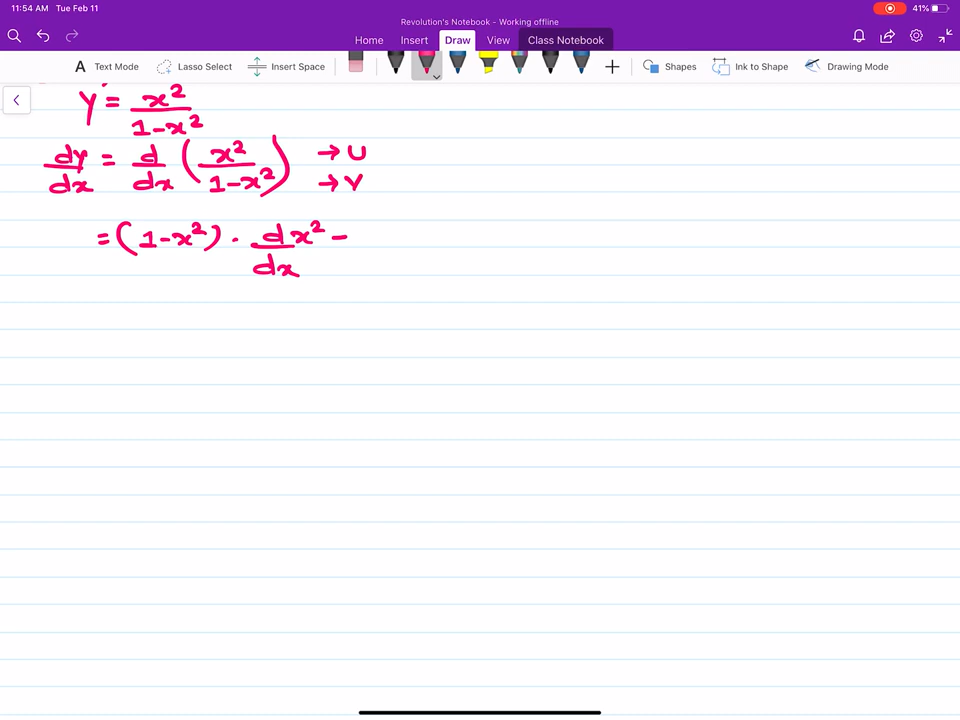 11:54 AM Tue Feb 11
41%
Revolution's Notebook - Working offline
Home Insert Draw View Class Notebook
A Text Mode Lasso Select Insert Space Shapes Ink to Shape Drawing Mode
y = x²/(1-x²)
dy/dx = d/dx (x²/(1-x²)) → U → V
= (1-x²) · d/dx x² -